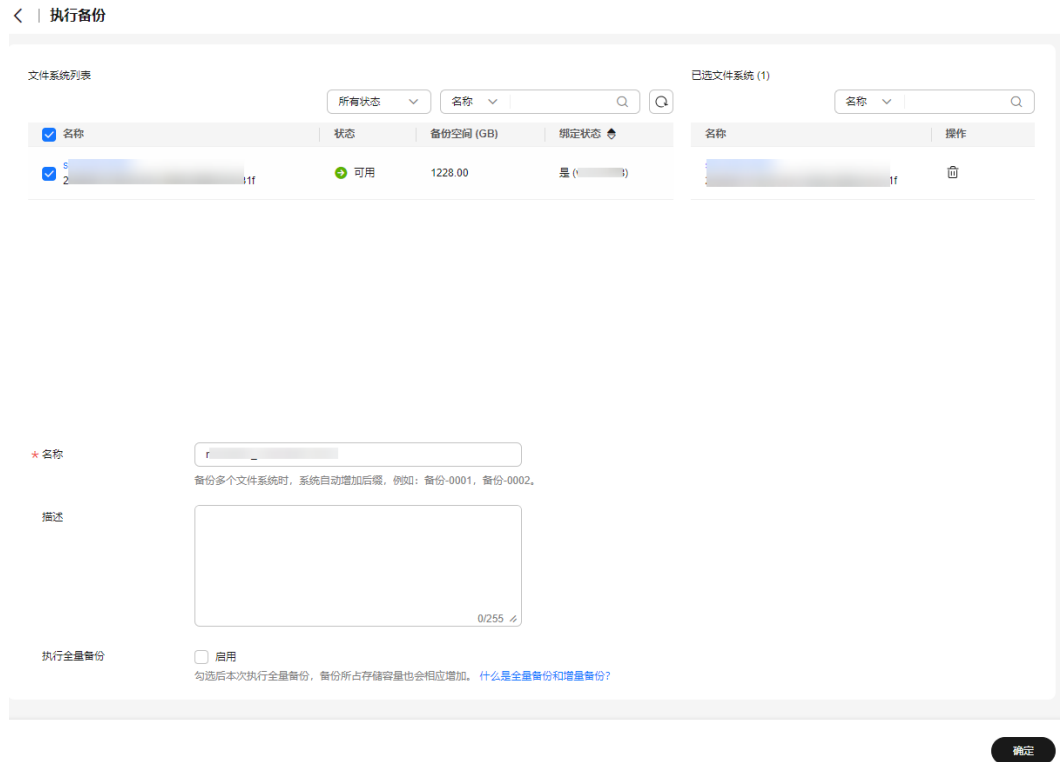 执行备份
文件系统列表
已选文件系统 (1)
所有状态
名称
名称
名称
状态
备份空间 (GB)
绑定状态
名称
操作
可用
1228.00
是 (
执行全量备份
名称
备份多个文件系统时，系统自动增加后缀，例如：备份-0001，备份-0002。
描述
0/255
启用
勾选后本次执行全量备份，备份所占存储容量也会相应增加。 什么是全量备份和增量备份?
确定